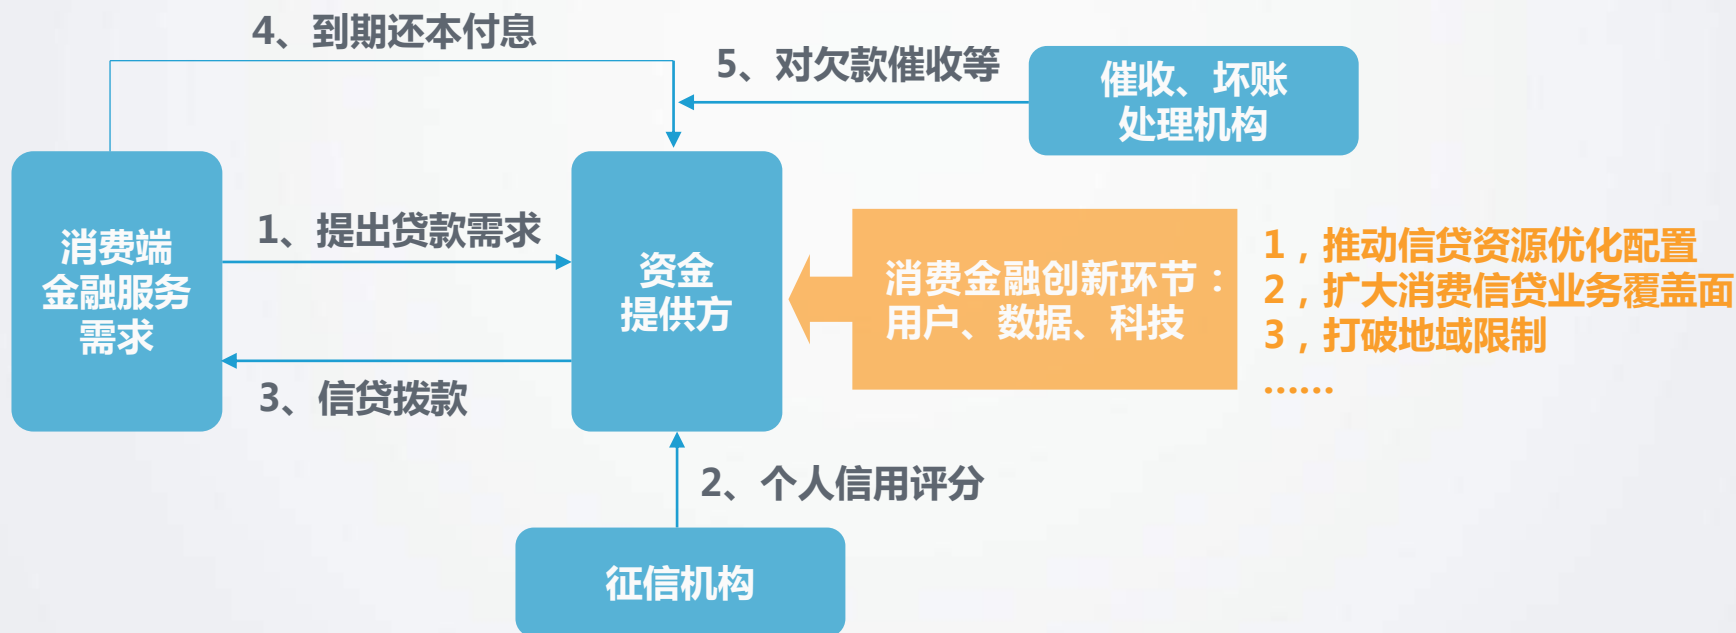 4、到期还本付息
5、对欠款催收等
催收、坏账
处理机构
消费端
金融服务
需求
1、提出贷款需求
3、信贷拨款
资金
提供方
消费金融创新环节：
用户、数据、科技
1，推动信贷资源优化配置
2，扩大消费信贷业务覆盖面
3，打破地域限制
……
2、个人信用评分
征信机构